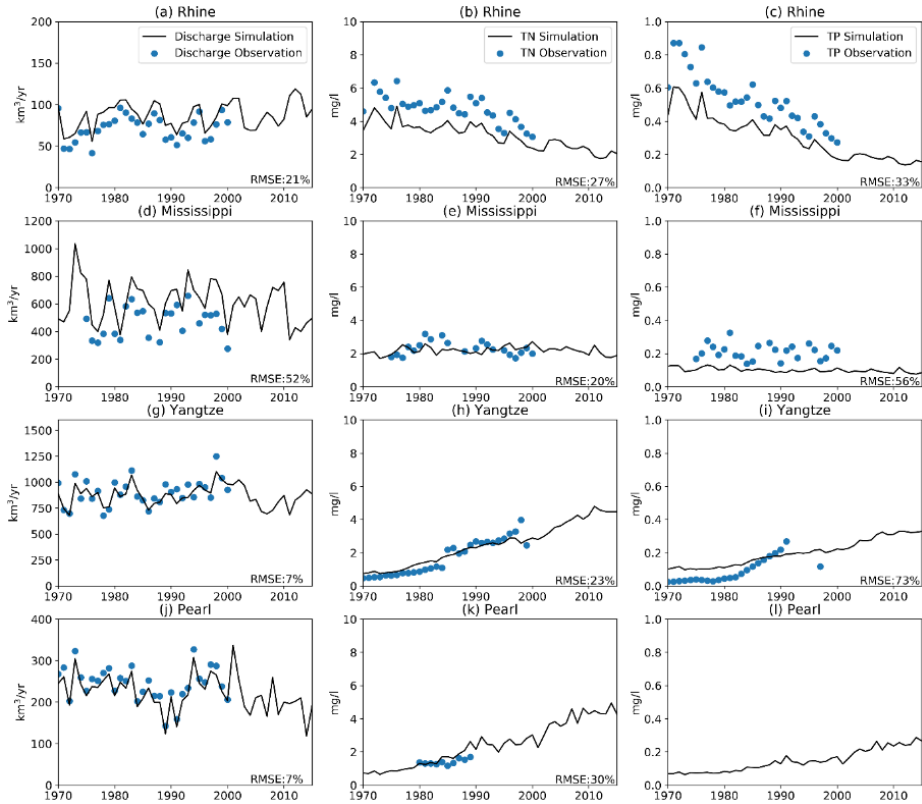 (a) Rhine
200
150
100
50
0
km³/yr
Discharge Simulation
Discharge Observation
RMSE:21%
1970 1980 1990 2000 2010
(b) Rhine
10
8
6
4
2
0
mg/l
TN Simulation
TN Observation
RMSE:27%
1970 1980 1990 2000 2010
(c) Rhine
1.0
0.8
0.6
0.4
0.2
0.0
mg/l
TP Simulation
TP Observation
RMSE:33%
1970 1980 1990 2000 2010
(d) Mississippi
1200
1000
800
600
400
200
0
km³/yr
RMSE:52%
1970 1980 1990 2000 2010
(e) Mississippi
10
8
6
4
2
0
mg/l
RMSE:20%
1970 1980 1990 2000 2010
(f) Mississippi
1.0
0.8
0.6
0.4
0.2
0.0
mg/l
RMSE:56%
1970 1980 1990 2000 2010
(g) Yangtze
1500
1250
1000
750
500
250
0
km³/yr
RMSE:7%
1970 1980 1990 2000 2010
(h) Yangtze
10
8
6
4
2
0
mg/l
RMSE:23%
1970 1980 1990 2000 2010
(i) Yangtze
1.0
0.8
0.6
0.4
0.2
0.0
mg/l
RMSE:73%
1970 1980 1990 2000 2010
(j) Pearl
400
300
200
100
0
km³/yr
RMSE:7%
1970 1980 1990 2000 2010
(k) Pearl
10
8
6
4
2
0
mg/l
RMSE:30%
1970 1980 1990 2000 2010
(l) Pearl
1.0
0.8
0.6
0.4
0.2
0.0
mg/l
1970 1980 1990 2000 2010